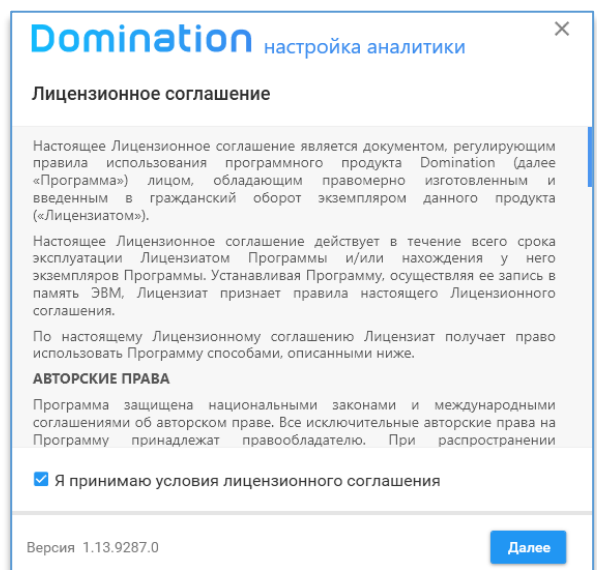 Domination настройка аналитики
Лицензионное соглашение
Настоящее Лицензионное соглашение является документом, регулирующим
правила использования программного продукта Domination (далее
«Программа») лицом, обладающим правомерно изготовленным и
введенным в гражданский оборот экземпляром данного продукта
(«Лицензиатом»).
Настоящее Лицензионное соглашение действует в течение всего срока
эксплуатации Лицензиатом Программы и/или нахождения у него
экземпляров Программы. Устанавливая Программу, осуществляя ее запись в
память ЭВМ, Лицензиат признает правила настоящего Лицензионного
соглашения.
По настоящему Лицензионному соглашению Лицензиат получает право
использовать Программу способами, описанными ниже.
АВТОРСКИЕ ПРАВА
Программа защищена национальными законами и международными
соглашениями об авторском праве. Все исключительные авторские права на
Программу принадлежат правообладателю. При распространении
Я принимаю условия лицензионного соглашения
Версия 1.13.9287.0
Далее